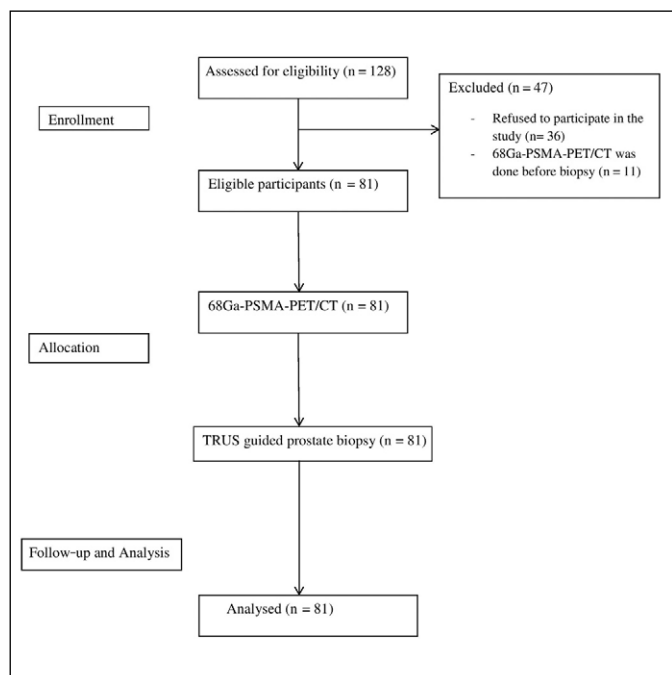 Assessed for eligibility (n = 128)
Excluded (n = 47)
- Refused to participate in the
study (n= 36)
- 68Ga-PSMA-PET/CT was
done before biopsy (n = 11)
Enrollment
Eligible participants (n = 81)
68Ga-PSMA-PET/CT (n = 81)
Allocation
TRUS guided prostate biopsy (n = 81)
Follow-up and Analysis
Analysed (n = 81)